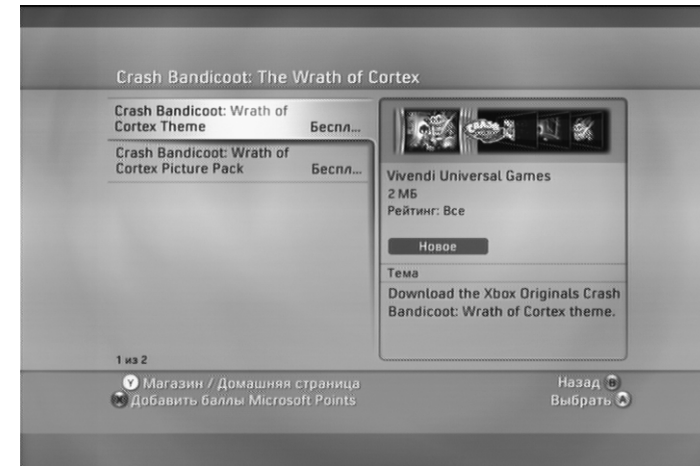 Crash Bandicoot: The Wrath of Cortex
Crash Bandicoot: Wrath of
Cortex Theme Беспл...
Crash Bandicoot: Wrath of
Cortex Picture Pack Беспл...
1 из 2
Vivendi Universal Games
2 МБ
Рейтинг: Все
Новое
Тема
Download the Xbox Originals Crash
Bandicoot: Wrath of Cortex theme.
Y Магазин / Домашняя страница
X Добавить баллы Microsoft Points
Назад B
Выбрать A